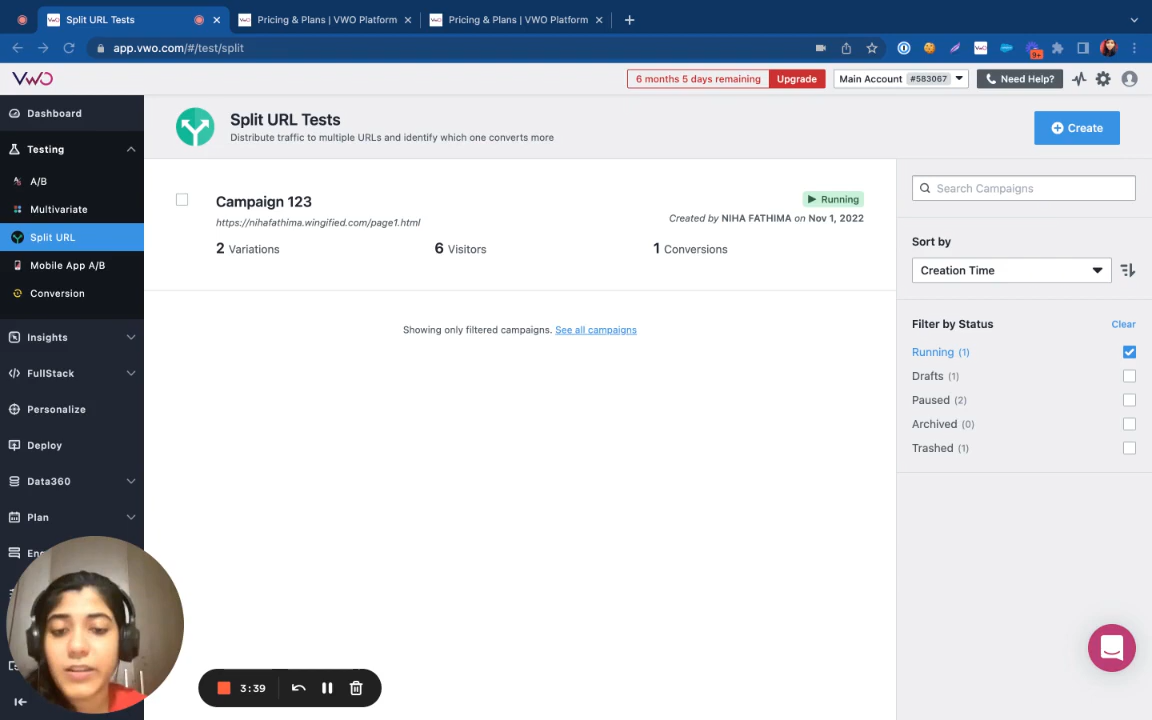 Split URL Tests
Pricing & Plans | VWO Platform
Pricing & Plans | VWO Platform
app.vwo.com/#/test/split
9+
VWO
6 months 5 days remaining
Upgrade
Main Account #583067
Need Help?
Dashboard
Testing
A/B
Multivariate
Split URL
Mobile App A/B
Conversion
Insights
FullStack
Personalize
Deploy
Data360
Plan
Split URL Tests
Distribute traffic to multiple URLs and identify which one converts more
Create
Campaign 123
Running
https://nihafathima.wingified.com/page1.html
Created by NIHA FATHIMA on Nov 1, 2022
2 Variations
6 Visitors
1 Conversions
Showing only filtered campaigns. See all campaigns
Search Campaigns
Sort by
Creation Time
Filter by Status
Clear
Running (1)
Drafts (1)
Paused (2)
Archived (0)
Trashed (1)
3:39